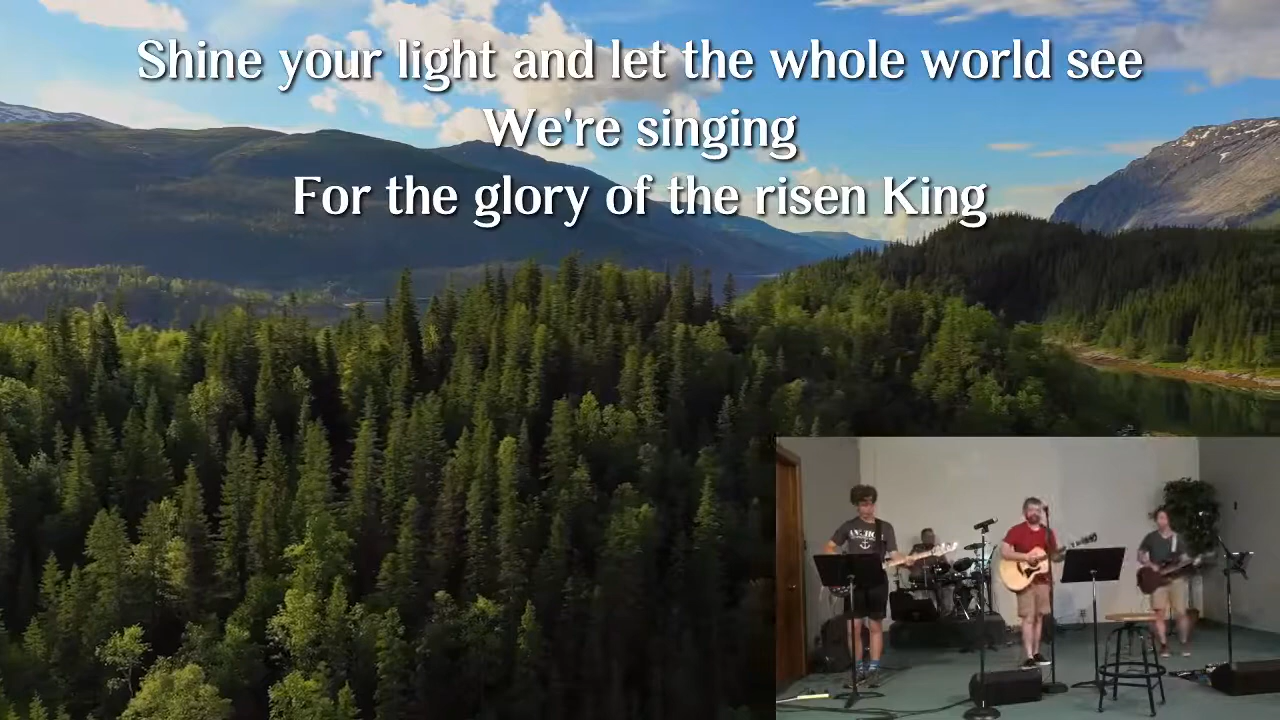 Shine your light and let the whole world see
We're singing
For the glory of the risen King